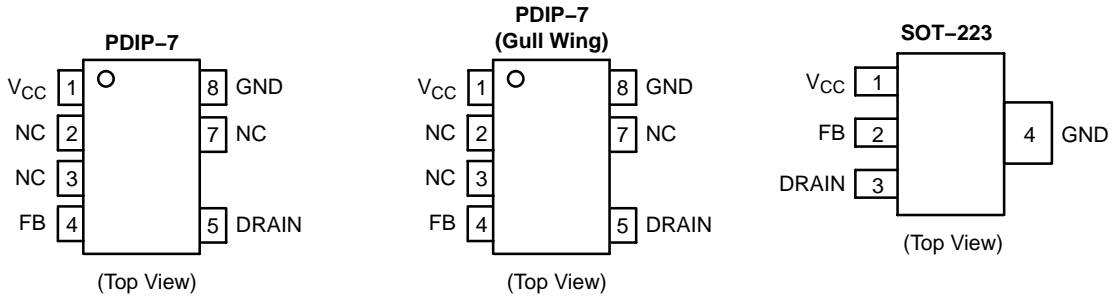 PDIP–7
VCC 1 8 GND
NC 2 7 NC
NC 3
FB 4 5 DRAIN
(Top View)
PDIP–7
(Gull Wing)
VCC 1 8 GND
NC 2 7 NC
NC 3
FB 4 5 DRAIN
(Top View)
SOT–223
VCC 1
FB 2 4 GND
DRAIN 3
(Top View)